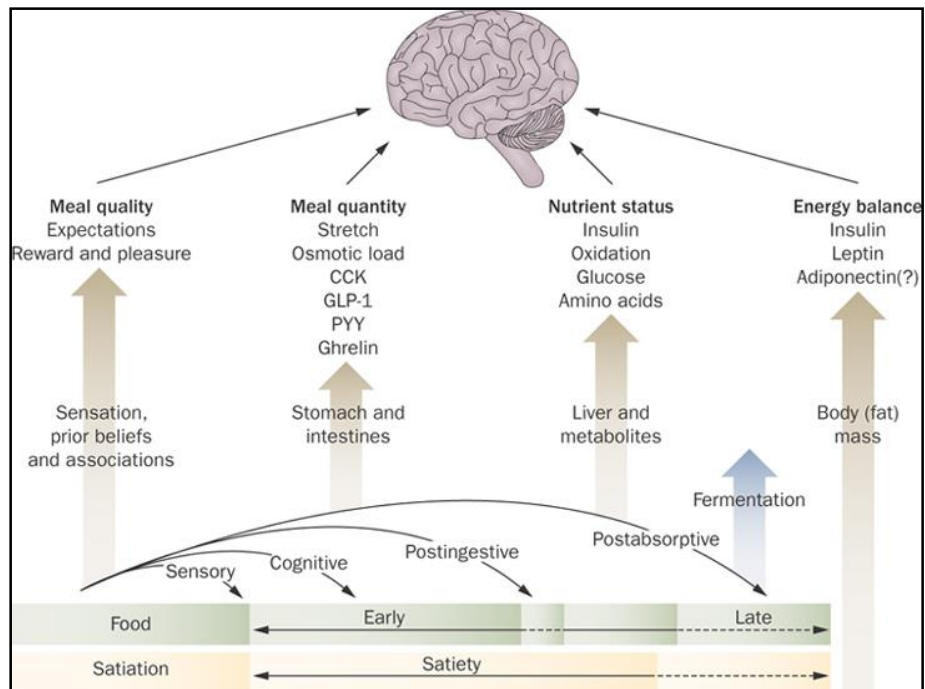 Meal quality
Expectations
Reward and pleasure
Meal quantity
Stretch
Osmotic load
CCK
GLP-1
PYY
Ghrelin
Nutrient status
Insulin
Oxidation
Glucose
Amino acids
Energy balance
Insulin
Leptin
Adiponectin(?)
Sensation,
prior beliefs
and associations
Stomach and
intestines
Liver and
metabolites
Body (fat)
mass
Fermentation
Sensory
Cognitive
Postingestive
Postabsorptive
Food
Early
Late
Satiation
Satiety